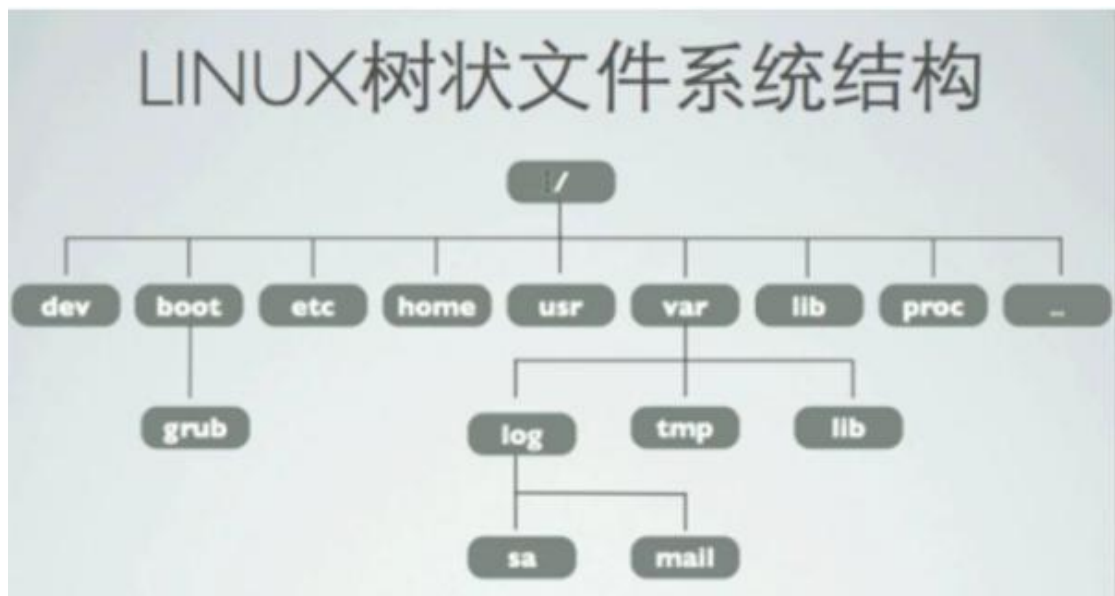 LINUX树状文件系统结构
/
dev boot etc home usr var lib proc ..
grub log tmp lib
sa mail